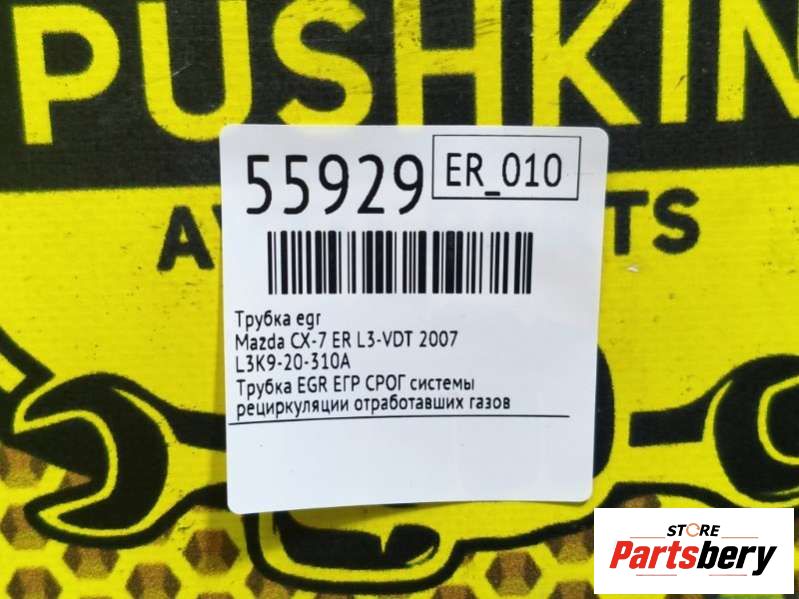 PUSHKIN
55929
ER_010
Трубка egr
Mazda CX-7 ER L3-VDT 2007
L3K9-20-310A
Трубка EGR ЕГР СРОГ системы
рециркуляции отработавших газов
STORE
Partsbery